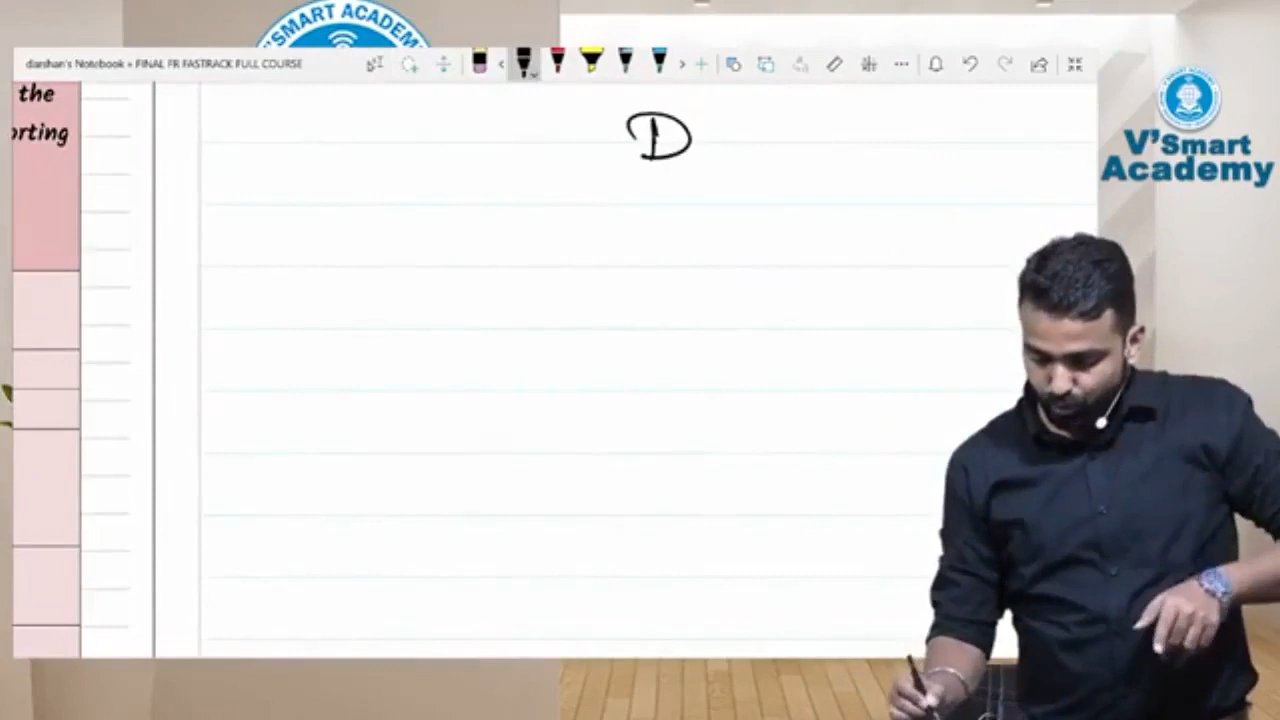 SMART ACADEMY
darshan's Notebook » FINAL FR FASTRACK FULL COURSE
the
orting
D
V'Smart
Academy